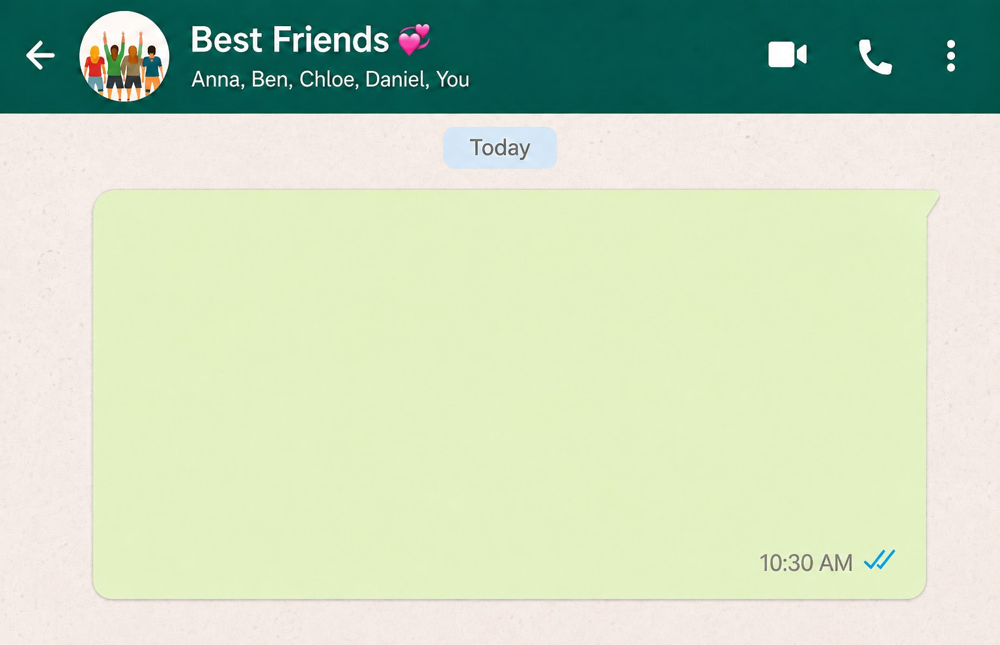 Best Friends 💞
Anna, Ben, Chloe, Daniel, You
Today
10:30 AM